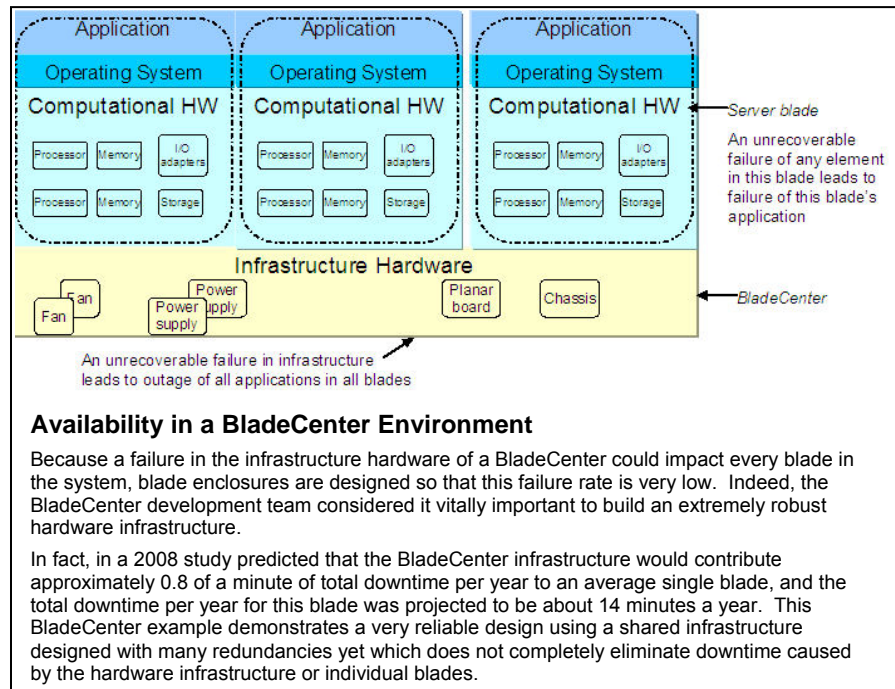 Application Application Application
Operating System Operating System Operating System
Computational HW Computational HW Computational HW
Server blade
An unrecoverable
failure of any element
in this blade leads to
failure of this blade's
application
Processor Memory I/O adapters Processor Memory I/O adapters Processor Memory I/O adapters
Processor Memory Storage Processor Memory Storage Processor Memory Storage
Infrastructure Hardware
Fan
Fan
Power
supply
Power
supply
Planar
board
Chassis
BladeCenter
An unrecoverable failure in infrastructure
leads to outage of all applications in all blades
Availability in a BladeCenter Environment
Because a failure in the infrastructure hardware of a BladeCenter could impact every blade in
the system, blade enclosures are designed so that this failure rate is very low. Indeed, the
BladeCenter development team considered it vitally important to build an extremely robust
hardware infrastructure.
In fact, in a 2008 study predicted that the BladeCenter infrastructure would contribute
approximately 0.8 of a minute of total downtime per year to an average single blade, and the
total downtime per year for this blade was projected to be about 14 minutes a year. This
BladeCenter example demonstrates a very reliable design using a shared infrastructure
designed with many redundancies yet which does not completely eliminate downtime caused
by the hardware infrastructure or individual blades.